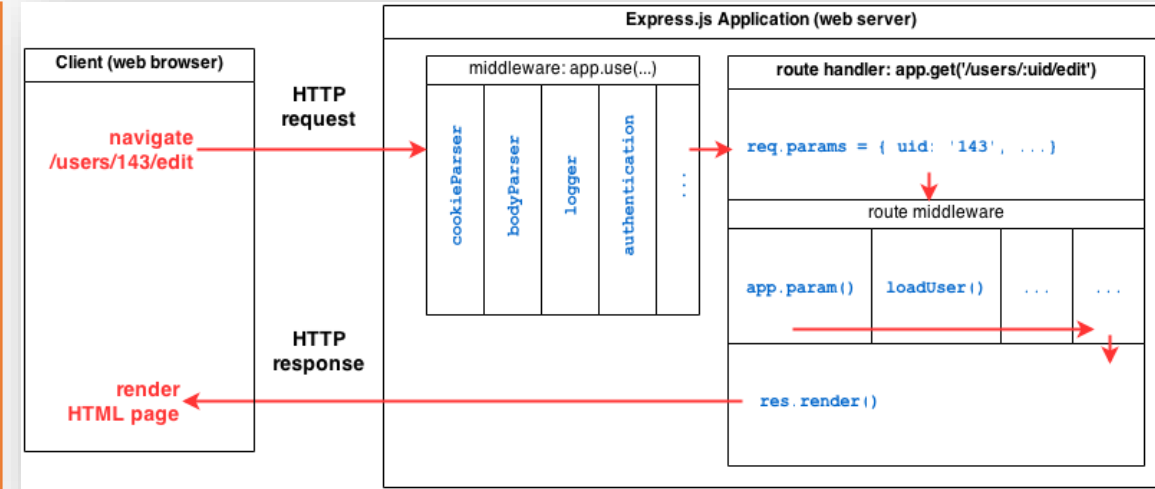 Express.js Application (web server)
Client (web browser)
navigate
/users/143/edit
HTTP
request
middleware: app.use(...)
cookieParser
bodyParser
logger
authentication
...
route handler: app.get('/users/:uid/edit')
req.params = { uid: '143', ...}
route middleware
app.param()
loadUser()
...
...
res.render()
HTTP
response
render
HTML page